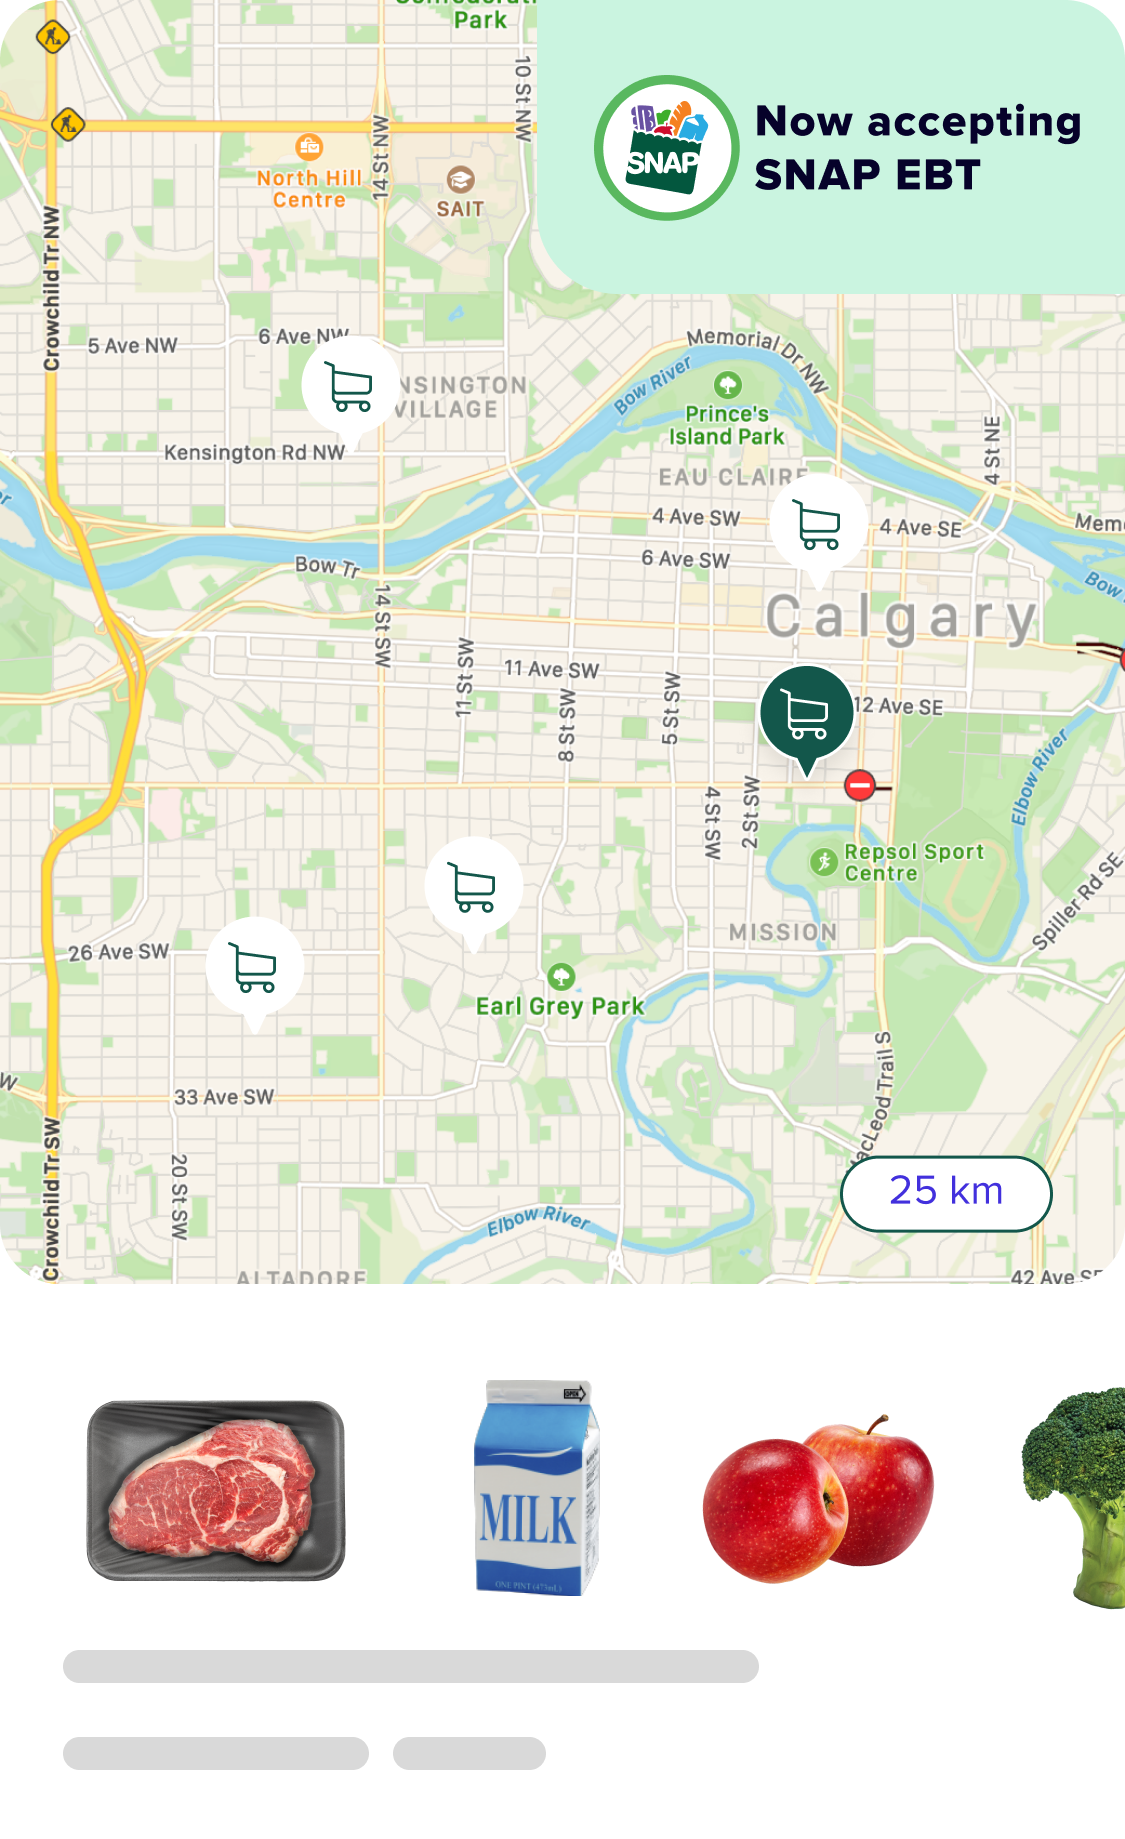 Park
10 St NW
Now accepting
SNAP EBT
SNAP
14 St NW
North Hill
Centre
SAIT
Crowchild Tr NW
5 Ave NW
6 Ave NW
Memorial Dr NW
Bow River
NSINGTON
VILLAGE
Prince's
Island Park
Kensington Rd NW
4 St NE
EAU CLAIRE
4 Ave SW
4 Ave SE
Memo
6 Ave SW
Bow Tr
Bow
Calgary
14 St SW
11 St SW
11 Ave SW
8 St SW
5 St SW
12 Ave SE
Elbow River
4 St SW
2 St SW
Repsol Sport
Centre
Spiller Rd SE
MISSION
26 Ave SW
Earl Grey Park
33 Ave SW
MacLeod Trail S
Crowchild Tr SW
20 St SW
25 km
Elbow River
ALTADORE
42 Ave SE
OPEN
MILK
ONE PINT (473mL)